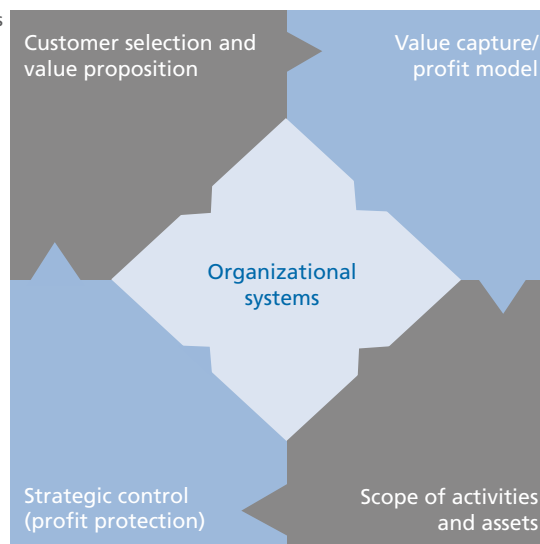 Customer selection and
value proposition
Value capture/
profit model
Organizational
systems
Strategic control
(profit protection)
Scope of activities
and assets